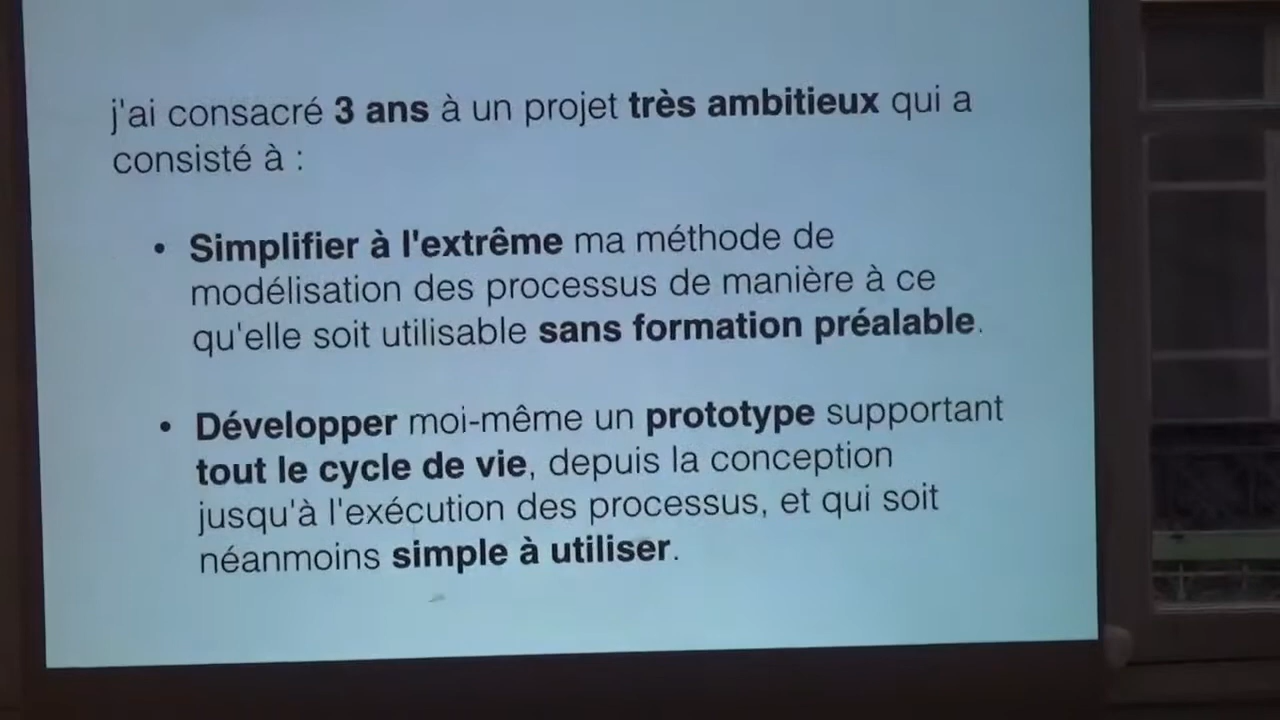 j'ai consacré 3 ans à un projet très ambitieux qui a
consisté à :
• Simplifier à l'extrême ma méthode de
modélisation des processus de manière à ce
qu'elle soit utilisable sans formation préalable.
• Développer moi-même un prototype supportant
tout le cycle de vie, depuis la conception
jusqu'à l'exécution des processus, et qui soit
néanmoins simple à utiliser.